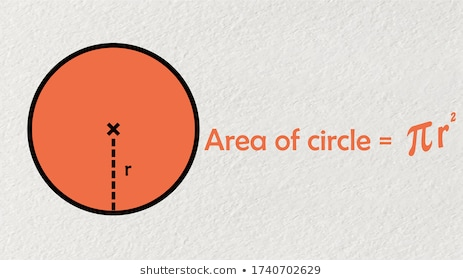 r
Area of circle = πr²
shutterstock.com · 1740702629